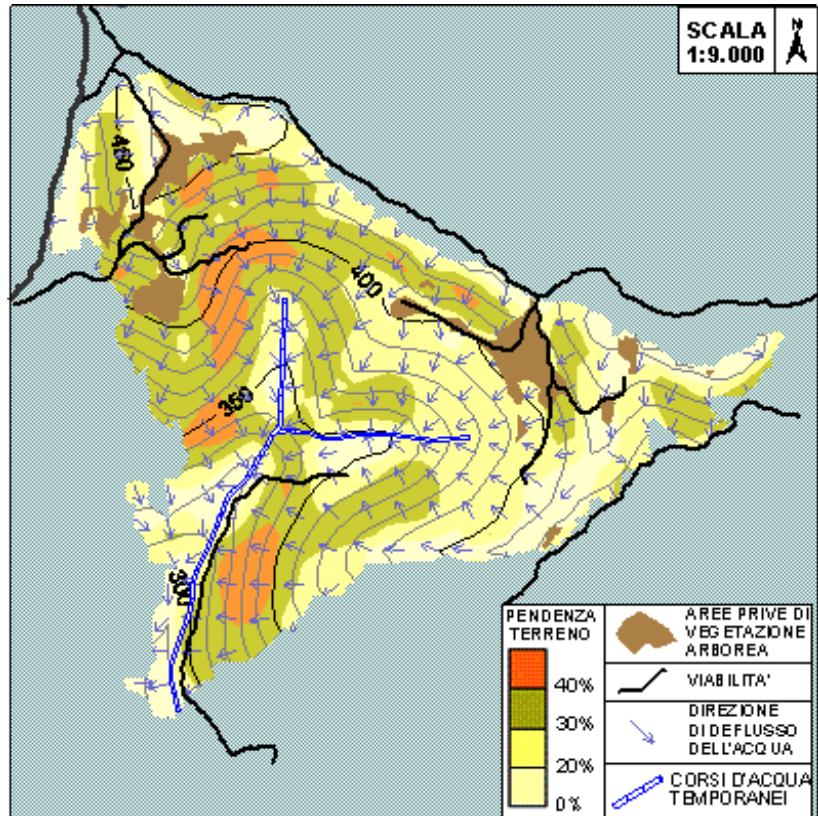 SCALA
1:9.000
N
450
400
350
300
PENDENZA
TERRENO
40%
30%
20%
0%
AREE PRIVE DI
VEGETAZIONE
ARBOREA
VIABILITA'
DIREZIONE
DI DEFLUSSO
DELL'ACQUA
CORSI D'ACQUA
TEMPORANEI